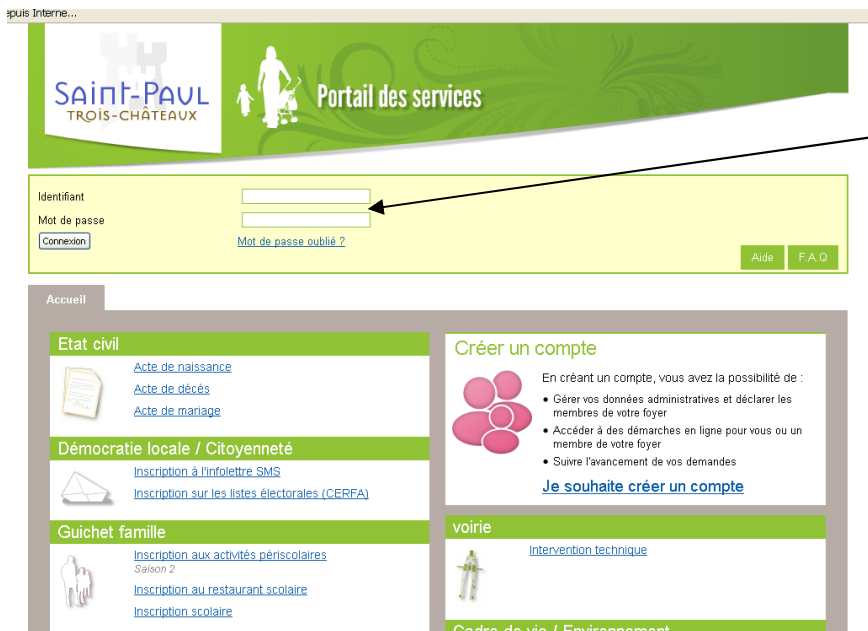 epuis Interne...
SAINT-PAUL
TROIS-CHÂTEAUX
Portail des services
Identifiant
Mot de passe
Connexion
Mot de passe oublié ?
Aide
F.A.Q
Accueil
Etat civil
Acte de naissance
Acte de décès
Acte de mariage
Démocratie locale / Citoyenneté
Inscription à l'infolettre SMS
Inscription sur les listes électorales (CERFA)
Guichet famille
Inscription aux activités périscolaires
Saison 2
Inscription au restaurant scolaire
Inscription scolaire
Créer un compte
En créant un compte, vous avez la possibilité de :
• Gérer vos données administratives et déclarer les
membres de votre foyer
• Accéder à des démarches en ligne pour vous ou un
membre de votre foyer
• Suivre l'avancement de vos demandes
Je souhaite créer un compte
voirie
Intervention technique
Cadre de vie / Environnement